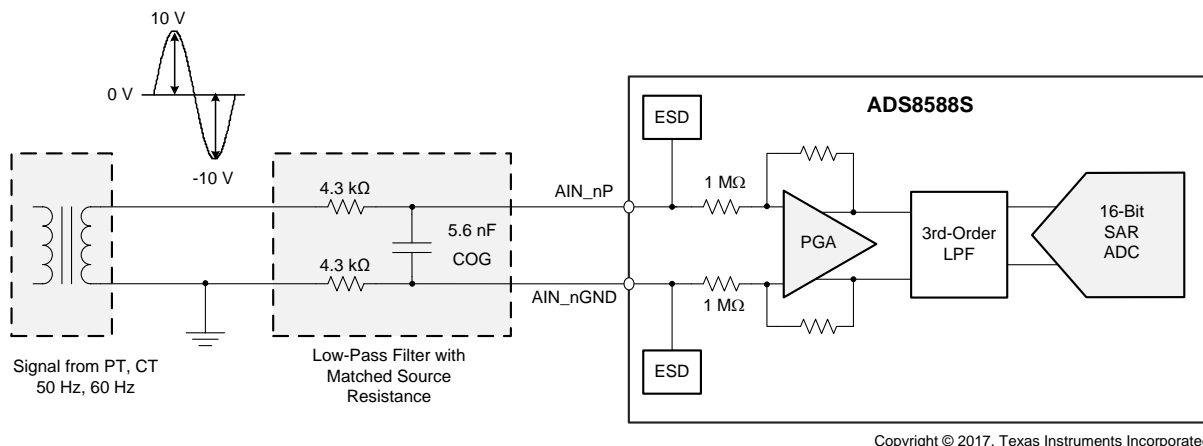 10 V
0 V
-10 V
Signal from PT, CT
50 Hz, 60 Hz
4.3 kΩ
5.6 nF
COG
4.3 kΩ
Low-Pass Filter with
Matched Source
Resistance
AIN_nP
AIN_nGND
ADS8588S
ESD
1 MΩ
PGA
1 MΩ
ESD
3rd-Order
LPF
16-Bit
SAR
ADC
Copyright © 2017, Texas Instruments Incorporate